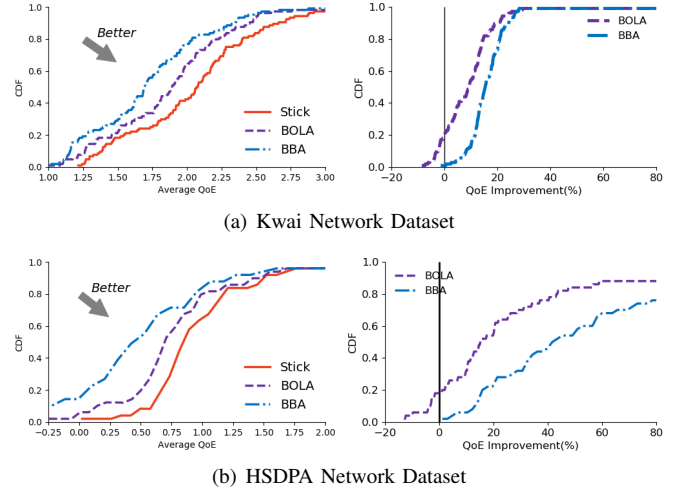 1.0
0.8
0.6
0.4
0.2
0.0
CDF
Better
Stick
BOLA
BBA
1.00 1.25 1.50 1.75 2.00 2.25 2.50 2.75 3.00
Average QoE
1.0
0.8
0.6
0.4
0.2
0.0
CDF
BOLA
BBA
−20 0 20 40 60 80
QoE Improvement(%)
(a) Kwai Network Dataset
1.0
0.8
0.6
0.4
0.2
0.0
CDF
Better
Stick
BOLA
BBA
−0.25 0.00 0.25 0.50 0.75 1.00 1.25 1.50 1.75 2.00
Average QoE
1.0
0.8
0.6
0.4
0.2
0.0
CDF
BOLA
BBA
−20 0 20 40 60 80
QoE Improvement(%)
(b) HSDPA Network Dataset